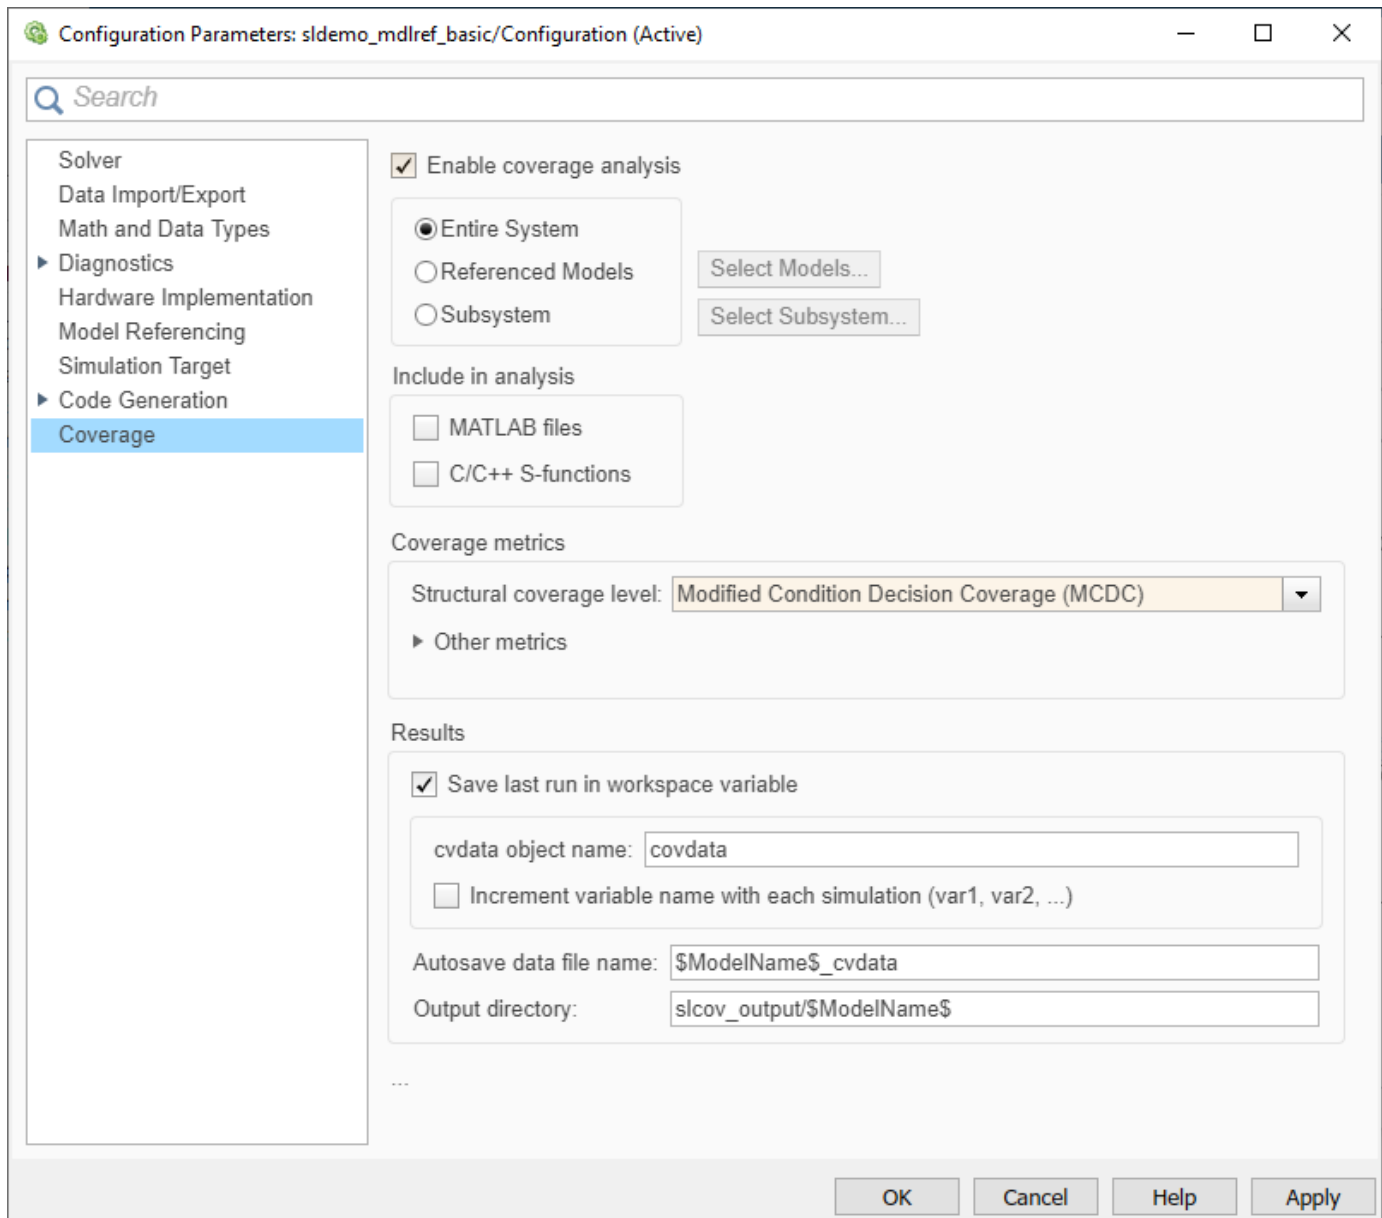 Configuration Parameters: sldemo_mdlref_basic/Configuration (Active)
Search
Solver
Data Import/Export
Math and Data Types
Diagnostics
Hardware Implementation
Model Referencing
Simulation Target
Code Generation
Coverage
Enable coverage analysis
Entire System
Referenced Models
Select Models...
Subsystem
Select Subsystem...
Include in analysis
MATLAB files
C/C++ S-functions
Coverage metrics
Structural coverage level: Modified Condition Decision Coverage (MCDC)
Other metrics
Results
Save last run in workspace variable
cvdata object name: covdata
Increment variable name with each simulation (var1, var2, ...)
Autosave data file name: $ModelName$_cvdata
Output directory: slcov_output/$ModelName$
...
OK Cancel Help Apply